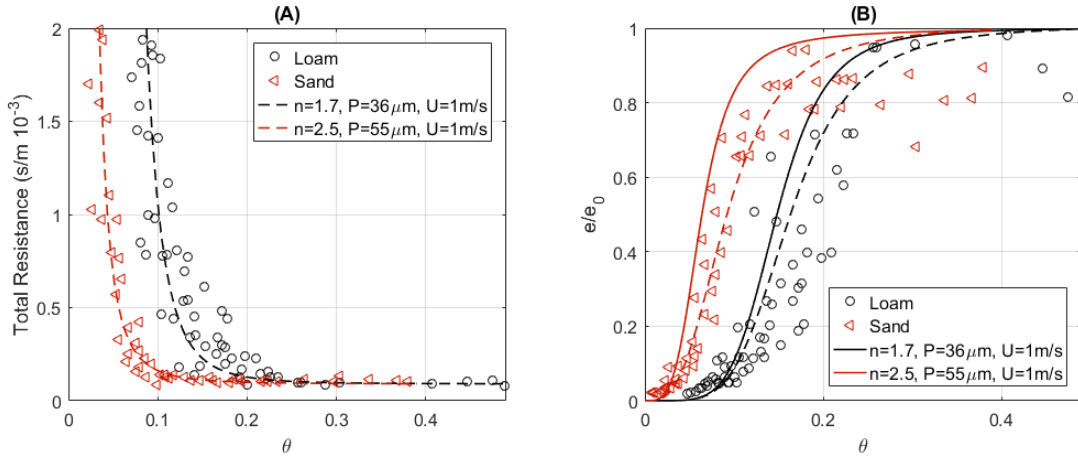 (A)
Total Resistance (s/m 10⁻³)
2
1.5
1
0.5
0
0
0.1
0.2
0.3
0.4
θ
Loam
Sand
n=1.7, P=36μm, U=1m/s
n=2.5, P=55μm, U=1m/s
(B)
e/e₀
1
0.8
0.6
0.4
0.2
0
0
0.2
0.4
θ
Loam
Sand
n=1.7, P=36μm, U=1m/s
n=2.5, P=55μm, U=1m/s